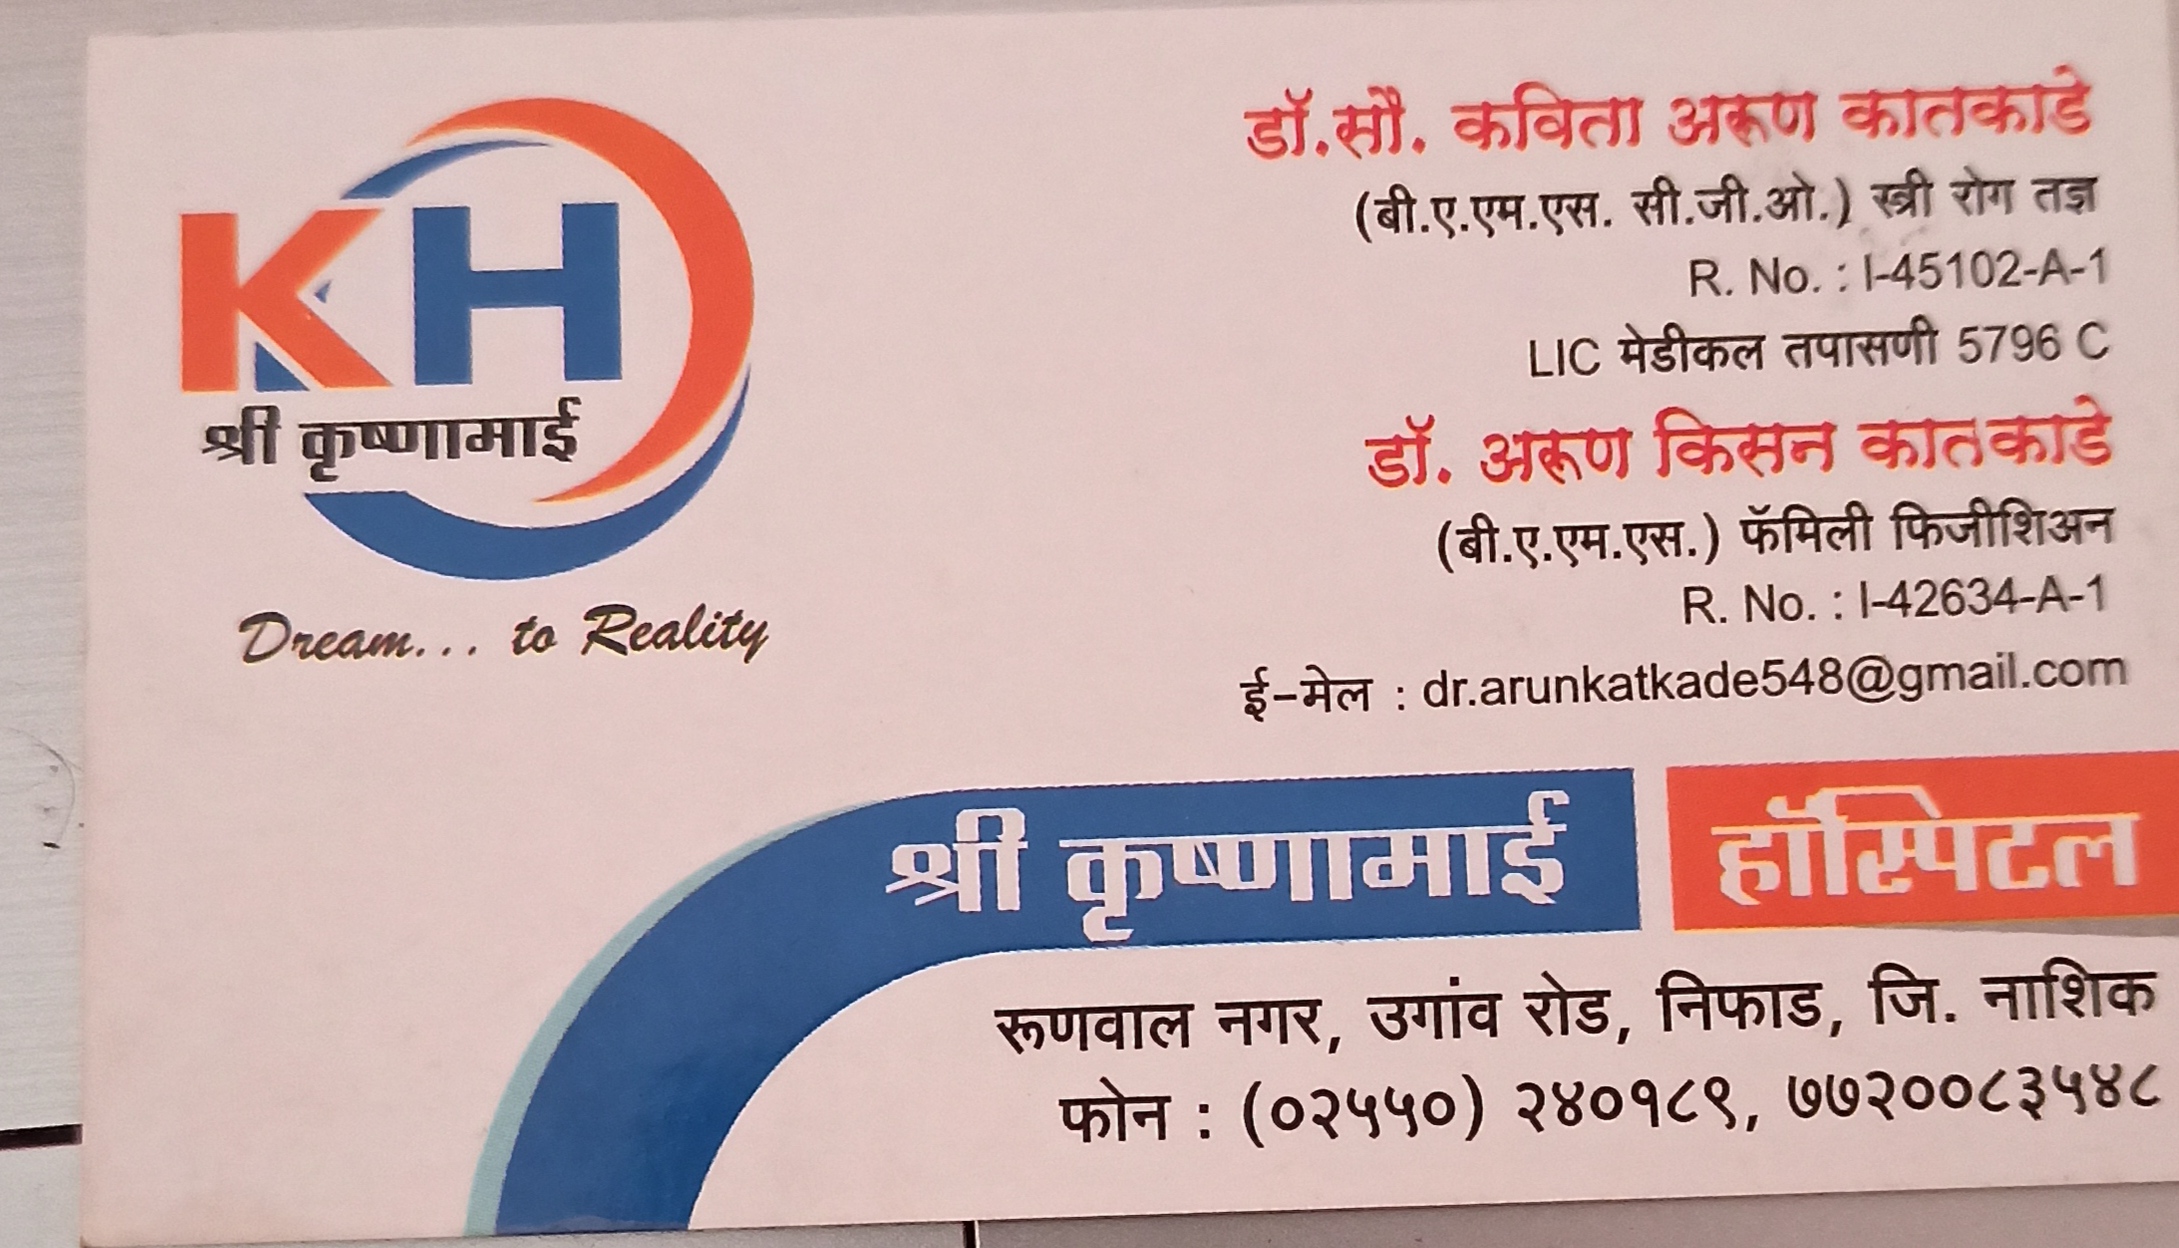 KH
श्री कृष्णामाई
Dream... to Reality
डॉ.सौ. कविता अरूण कातकाडे
(बी.ए.एम.एस. सी.जी.ओ.) स्त्री रोग तज्ञ
R. No. : I-45102-A-1
LIC मेडीकल तपासणी 5796 C
डॉ. अरूण किसन कातकाडे
(बी.ए.एम.एस.) फॅमिली फिजीशिअन
R. No. : I-42634-A-1
ई-मेल : dr.arunkatkade548@gmail.com
श्री कृष्णामाई हॉस्पिटल
रूणवाल नगर, उगांव रोड, निफाड, जि. नाशिक
फोन : (०२५५०) २४०१८९, ७७२००८३५४८